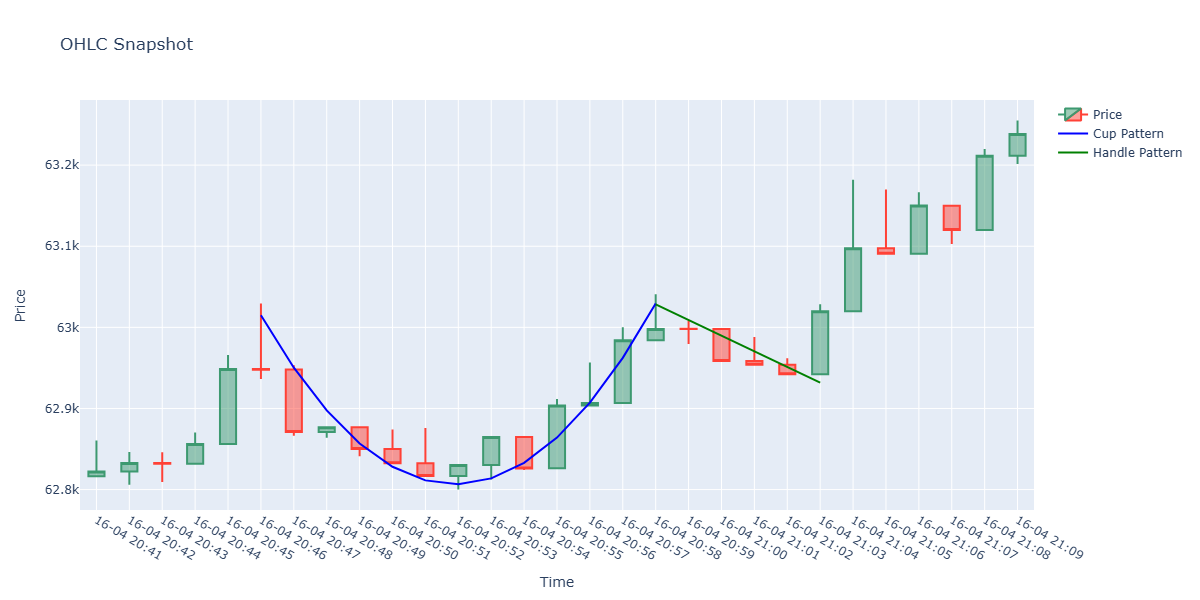 OHLC Snapshot
Price
Cup Pattern
Handle Pattern
63.2k
63.1k
63k
62.9k
62.8k
Price
16-04 20:41
16-04 20:42
16-04 20:43
16-04 20:44
16-04 20:45
16-04 20:46
16-04 20:47
16-04 20:48
16-04 20:49
16-04 20:50
16-04 20:51
16-04 20:52
16-04 20:53
16-04 20:54
16-04 20:55
16-04 20:56
16-04 20:57
16-04 20:58
16-04 20:59
16-04 21:00
16-04 21:01
16-04 21:02
16-04 21:03
16-04 21:04
16-04 21:05
16-04 21:06
16-04 21:07
16-04 21:08
16-04 21:09
Time